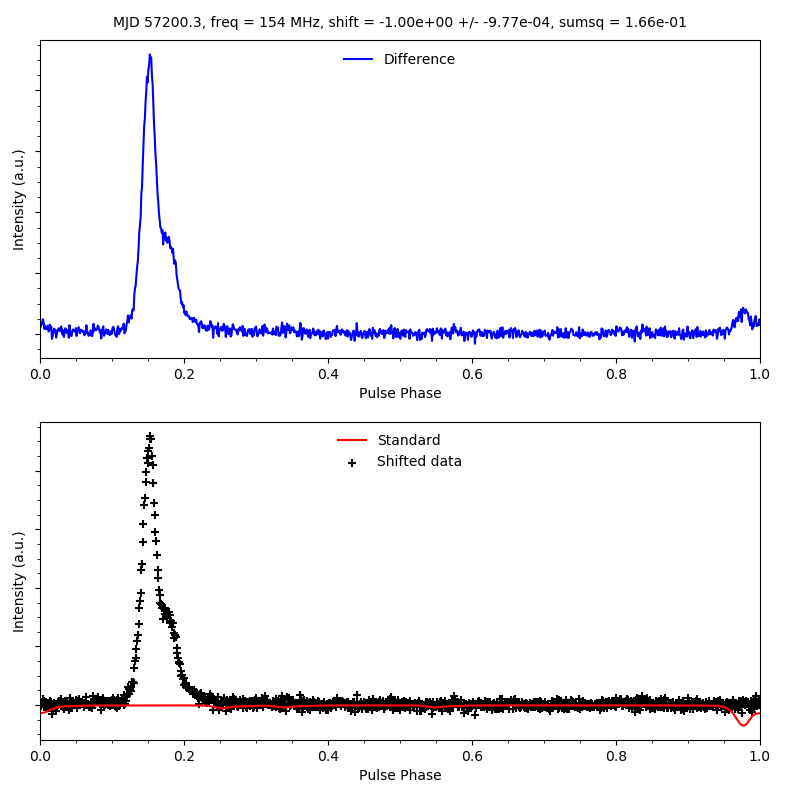 MJD 57200.3, freq = 154 MHz, shift = -1.00e+00 +/- -9.77e-04, sumsq = 1.66e-01
Difference
Intensity (a.u.)
0.0 0.2 0.4 0.6 0.8 1.0
Pulse Phase
Standard
Shifted data
Intensity (a.u.)
0.0 0.2 0.4 0.6 0.8 1.0
Pulse Phase